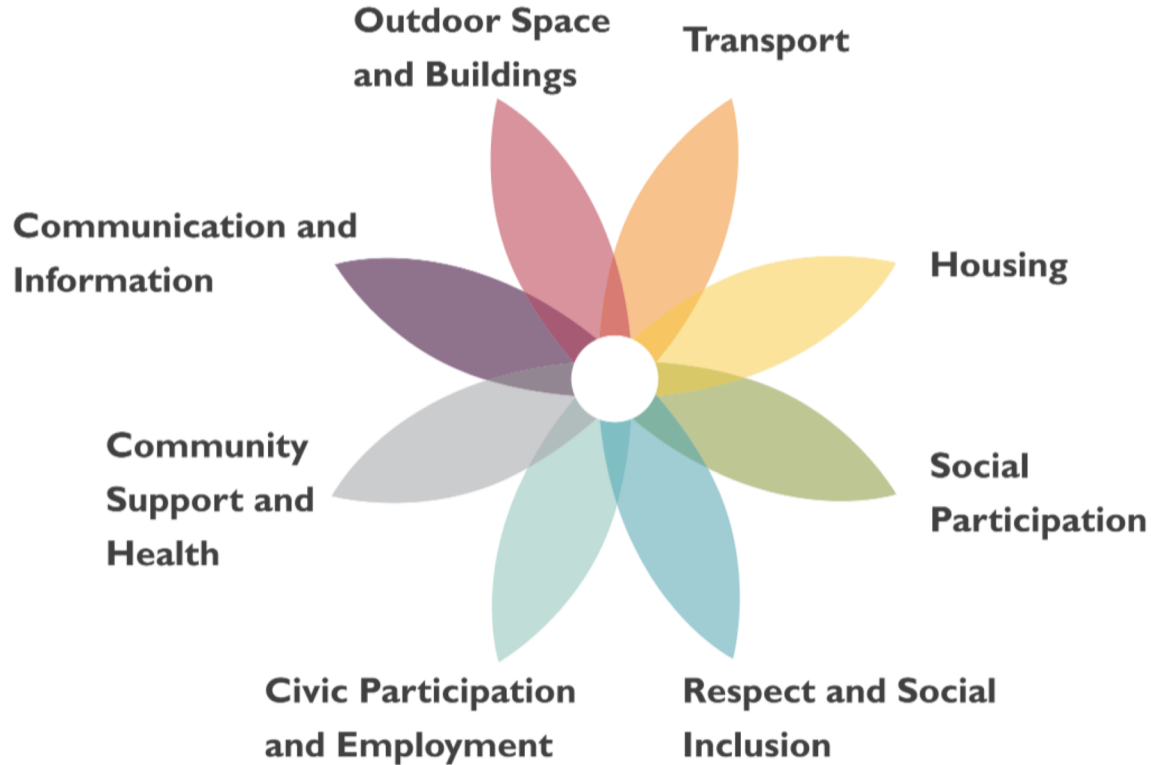 Outdoor Space
and Buildings
Transport
Housing
Social
Participation
Respect and Social
Inclusion
Civic Participation
and Employment
Community
Support and
Health
Communication and
Information